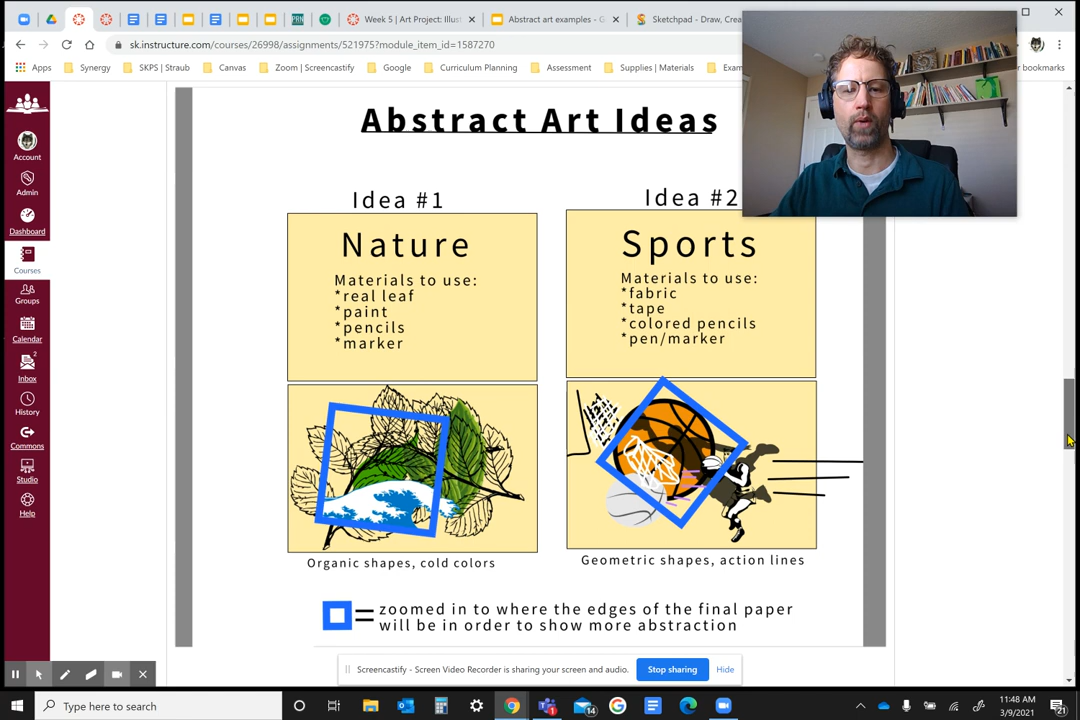 Week 5 | Art Project: Illust
Abstract art examples - G
Sketchpad - Draw, Crea
sk.instructure.com/courses/26998/assignments/521975?module_item_id=1587270
Apps
Synergy
SKPS | Straub
Canvas
Zoom | Screencastify
Google
Curriculum Planning
Assessment
Supplies | Materials
Exam
r bookmarks
Account
Admin
Dashboard
Courses
Groups
Calendar
2
Inbox
History
Commons
Studio
Help
Abstract Art Ideas
Idea #1
Nature
Materials to use:
*real leaf
*paint
*pencils
*marker
Organic shapes, cold colors
Idea #2
Sports
Materials to use:
*fabric
*tape
*colored pencils
*pen/marker
Geometric shapes, action lines
= zoomed in to where the edges of the final paper
will be in order to show more abstraction
Screencastify - Screen Video Recorder is sharing your screen and audio.
Stop sharing
Hide
Type here to search
1
14
11:48 AM
3/9/2021
21